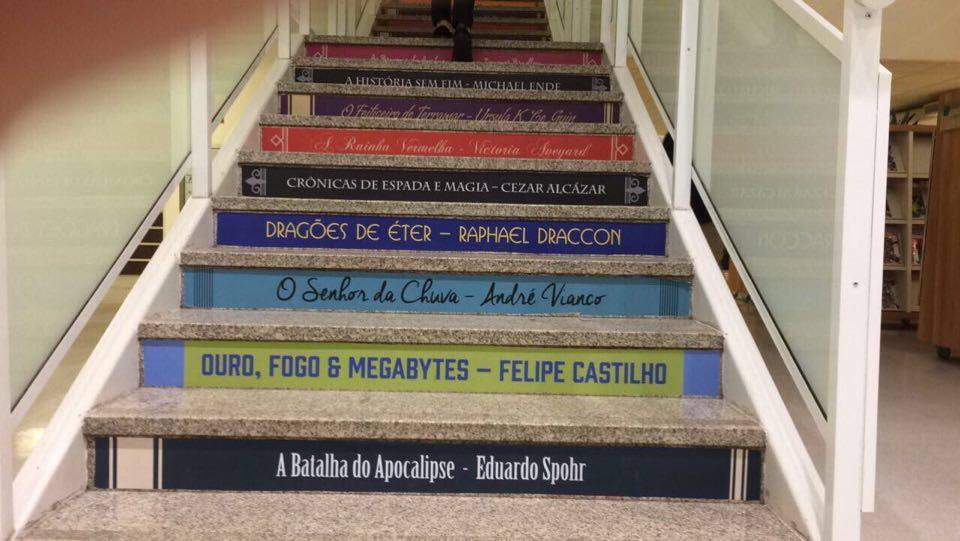 A HISTÓRIA SEM FIM - MICHAEL ENDE
O Feiticeiro de Terramar - Ursula K. Le Guin
A Rainha Vermelha - Victoria Aveyard
CRÔNICAS DE ESPADA E MAGIA – CEZAR ALCÁZAR
DRAGÕES DE ÉTER – RAPHAEL DRACCON
O Senhor da Chuva - André Vianco
OURO, FOGO & MEGABYTES – FELIPE CASTILHO
A Batalha do Apocalipse - Eduardo Spohr